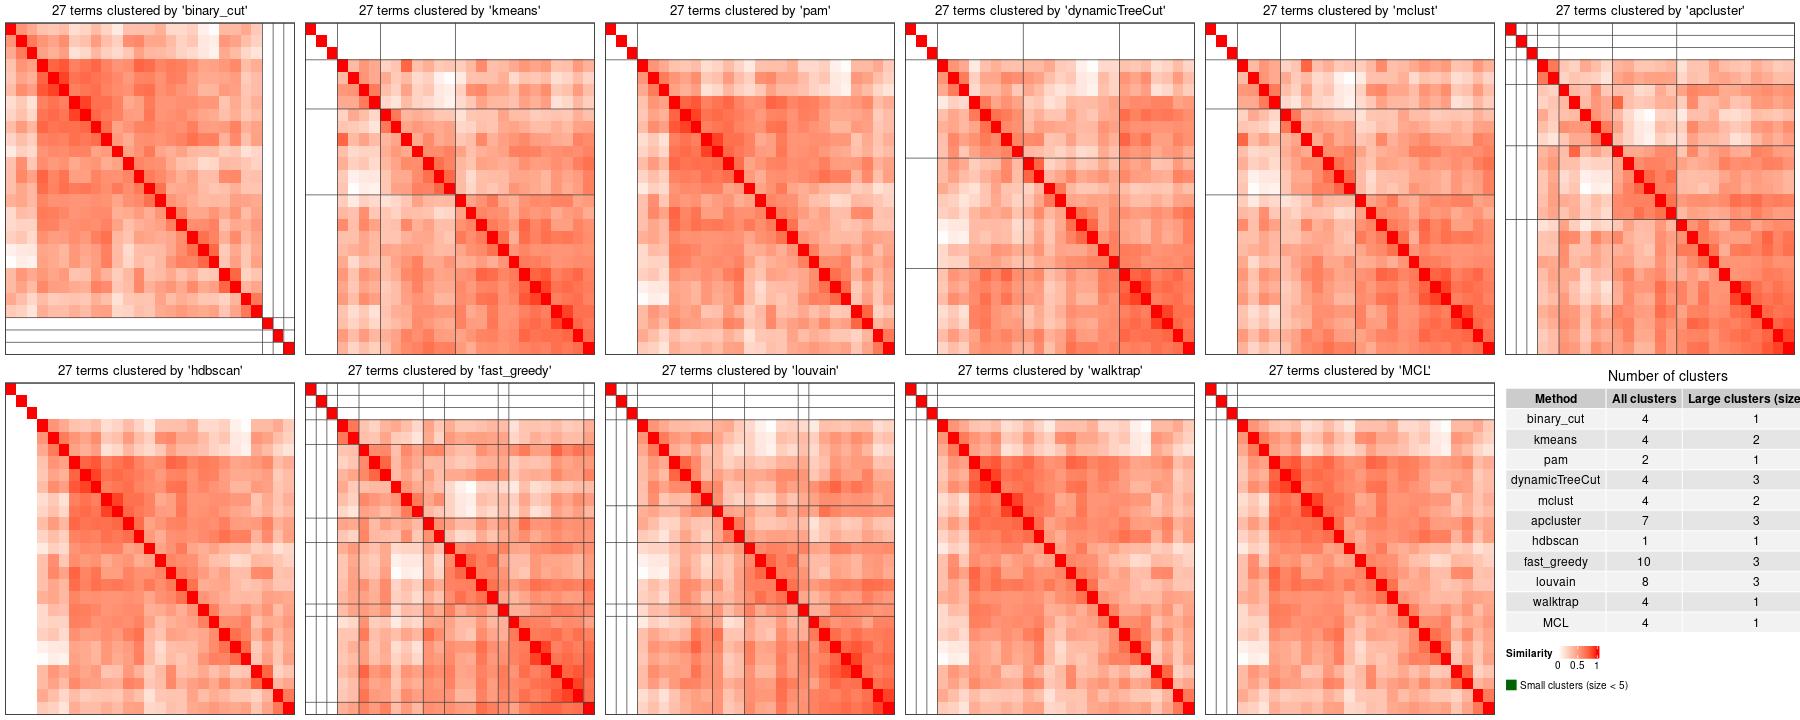 27 terms clustered by 'binary_cut'
27 terms clustered by 'kmeans'
27 terms clustered by 'pam'
27 terms clustered by 'dynamicTreeCut'
27 terms clustered by 'mclust'
27 terms clustered by 'apcluster'
27 terms clustered by 'hdbscan'
27 terms clustered by 'fast_greedy'
27 terms clustered by 'louvain'
27 terms clustered by 'walktrap'
27 terms clustered by 'MCL'
Number of clusters
Method All clusters Large clusters (size
binary_cut 4 1
kmeans 4 2
pam 2 1
dynamicTreeCut 4 3
mclust 4 2
apcluster 7 3
hdbscan 1 1
fast_greedy 10 3
louvain 8 3
walktrap 4 1
MCL 4 1
Similarity
0 0.5 1
Small clusters (size < 5)